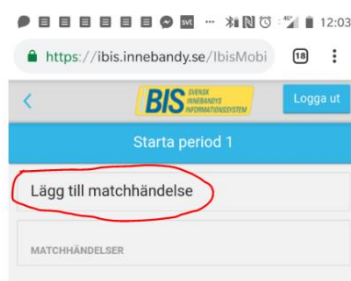 svt
12:03
https://ibis.innebandy.se/IbisMobi
18
BIS SVENSK
INNEBANDYS
INFORMATIONSSYSTEM
Logga ut
Starta period 1
Lägg till matchhändelse
MATCHHÄNDELSER